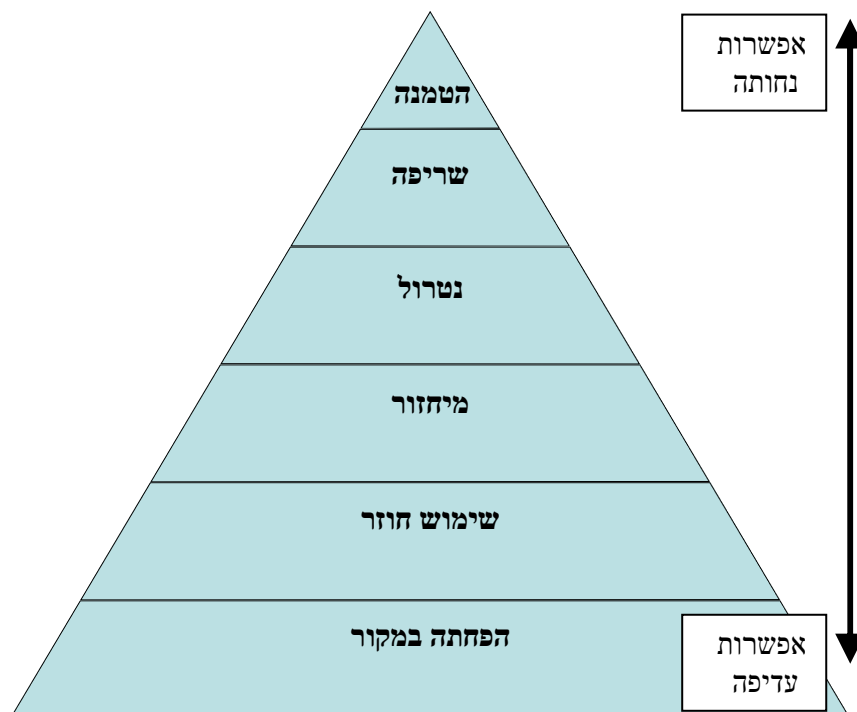 אפשרות
נחותה
הטמנה
שריפה
נטרול
מיחזור
שימוש חוזר
הפחתה במקור
אפשרות
עדיפה